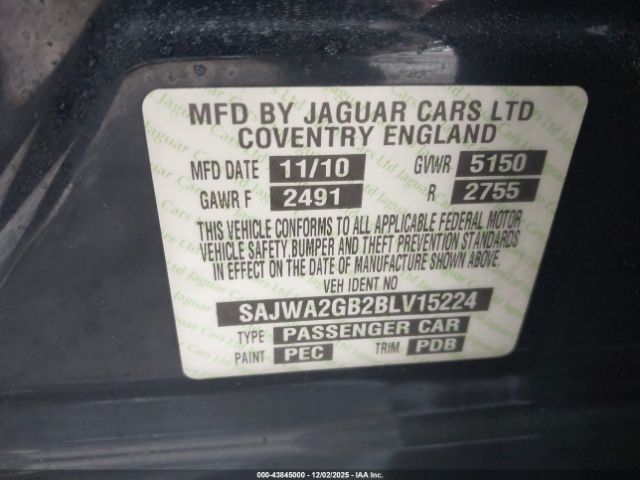 MFD BY JAGUAR CARS LTD
COVENTRY ENGLAND
MFD DATE 11/10 GVWR 5150
GAWR F 2491 R 2755
THIS VEHICLE CONFORMS TO ALL APPLICABLE FEDERAL MOTOR
VEHICLE SAFETY, BUMPER AND THEFT PREVENTION STANDARDS
IN EFFECT ON THE DATE OF MANUFACTURE SHOWN ABOVE.
VEH IDENT NO
SAJWA2GB2BLV15224
TYPE PASSENGER CAR
PAINT PEC TRIM PDB
000-43845000 - 12/02/2025 - IAA Inc.